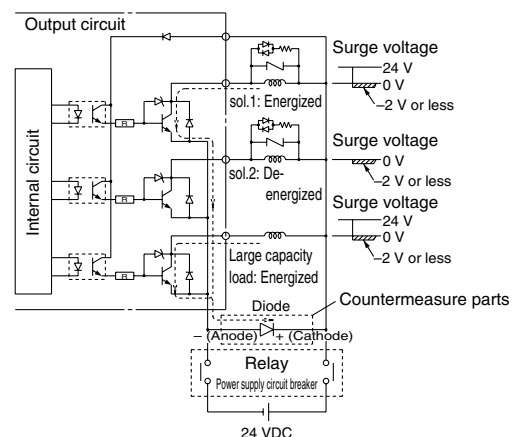 Output circuit
Internal circuit
R
R
R
sol.1: Energized
sol.2: De-
energized
Large capacity
load: Energized
Surge voltage
24 V
0 V
–2 V or less
Surge voltage
0 V
–2 V or less
Surge voltage
24 V
0 V
–2 V or less
Diode
Countermeasure parts
– (Anode) + (Cathode)
Relay
Power supply circuit breaker
24 VDC